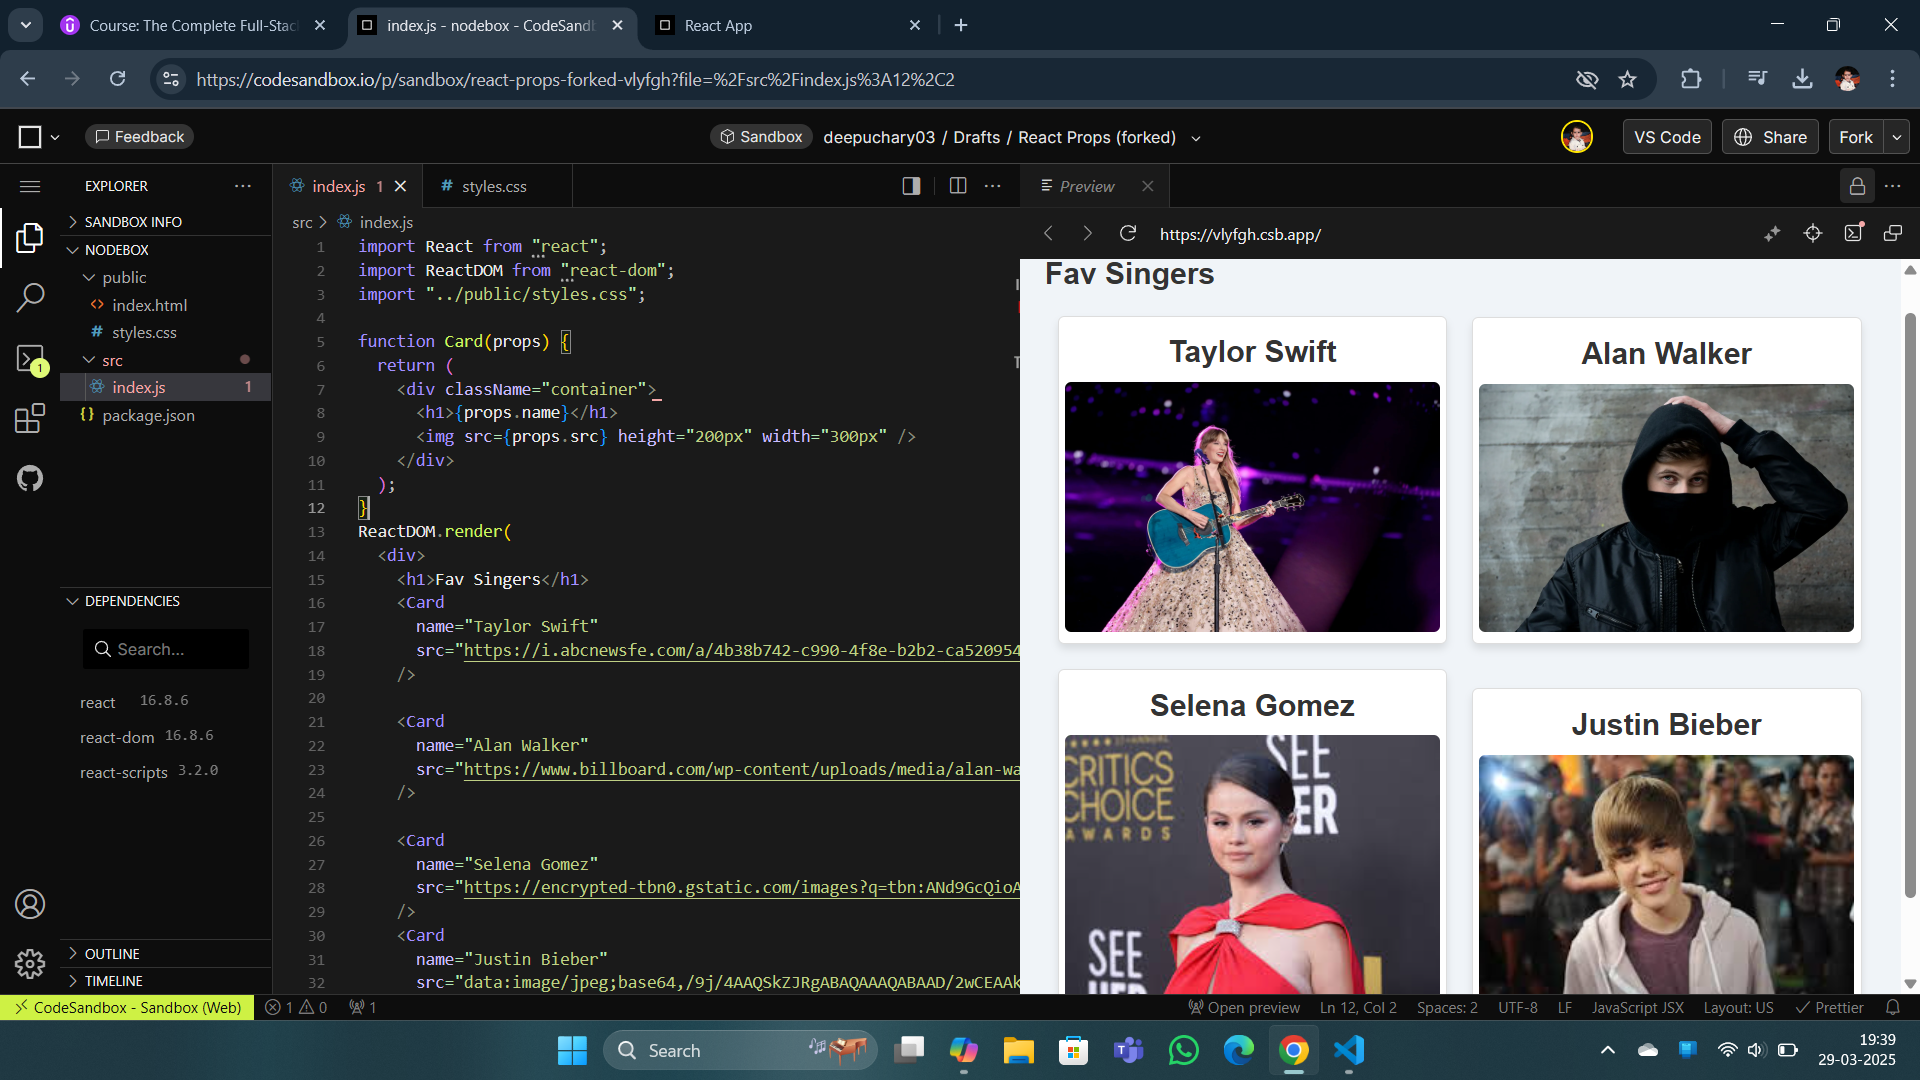 Course: The Complete Full-Stac
index.js - nodebox - CodeSandb
React App
https://codesandbox.io/p/sandbox/react-props-forked-vlyfgh?file=%2Fsrc%2Findex.js%3A12%2C2
Feedback
Sandbox
deepuchary03 / Drafts / React Props (forked)
VS Code
Share
Fork
EXPLORER
SANDBOX INFO
NODEBOX
public
index.html
styles.css
src
index.js 1
package.json
DEPENDENCIES
Search...
react 16.8.6
react-dom 16.8.6
react-scripts 3.2.0
OUTLINE
TIMELINE
1
index.js 1
styles.css
src > index.js
1 import React from "react";
2 import ReactDOM from "react-dom";
3 import "../public/styles.css";
4
5 function Card(props) {
6 return (
7 <div className="container">
8 <h1>{props.name}</h1>
9 <img src={props.src} height="200px" width="300px" />
10 </div>
11 );
12 }
13 ReactDOM.render(
14 <div>
15 <h1>Fav Singers</h1>
16 <Card
17 name="Taylor Swift"
18 src="https://i.abcnewsfe.com/a/4b38b742-c990-4f8e-b2b2-ca520954
19 />
20
21 <Card
22 name="Alan Walker"
23 src="https://www.billboard.com/wp-content/uploads/media/alan-wa
24 />
25
26 <Card
27 name="Selena Gomez"
28 src="https://encrypted-tbn0.gstatic.com/images?q=tbn:ANd9GcQioA
29 />
30 <Card
31 name="Justin Bieber"
32 src="data:image/jpeg;base64,/9j/4AAQSkZJRgABAQAAAQABAAD/2wCEAAk
Preview
https://vlyfgh.csb.app/
Fav Singers
Taylor Swift
Alan Walker
Selena Gomez
CRITICS
CHOICE
AWARDS
SEE
HER
SEE
HER
Justin Bieber
CodeSandbox - Sandbox (Web)
1 0
1
Open preview
Ln 12, Col 2
Spaces: 2
UTF-8
LF
JavaScript JSX
Layout: US
Prettier
Search
19:39
29-03-2025